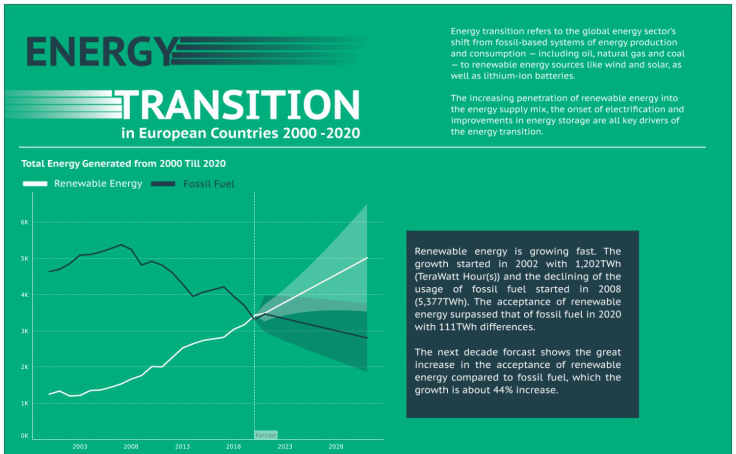 ENERGY
TRANSITION
in European Countries 2000 -2020
Energy transition refers to the global energy sector's
shift from fossil-based systems of energy production
and consumption — including oil, natural gas and coal
— to renewable energy sources like wind and solar, as
well as lithium-ion batteries.
The increasing penetration of renewable energy into
the energy supply mix, the onset of electrification and
improvements in energy storage are all key drivers of
the energy transition.
Total Energy Generated from 2000 Till 2020
Renewable Energy
Fossil Fuel
6K
5K
4K
3K
2K
1K
0K
Forcast
2003
2008
2013
2018
2023
2028
Renewable energy is growing fast. The
growth started in 2002 with 1,202TWh
(TeraWatt Hour(s)) and the declining of the
usage of fossil fuel started in 2008
(5,377TWh). The acceptance of renewable
energy surpassed that of fossil fuel in 2020
with 111TWh differences.
The next decade forcast shows the great
increase in the acceptance of renewable
energy compared to fossil fuel, which the
growth is about 44% increase.